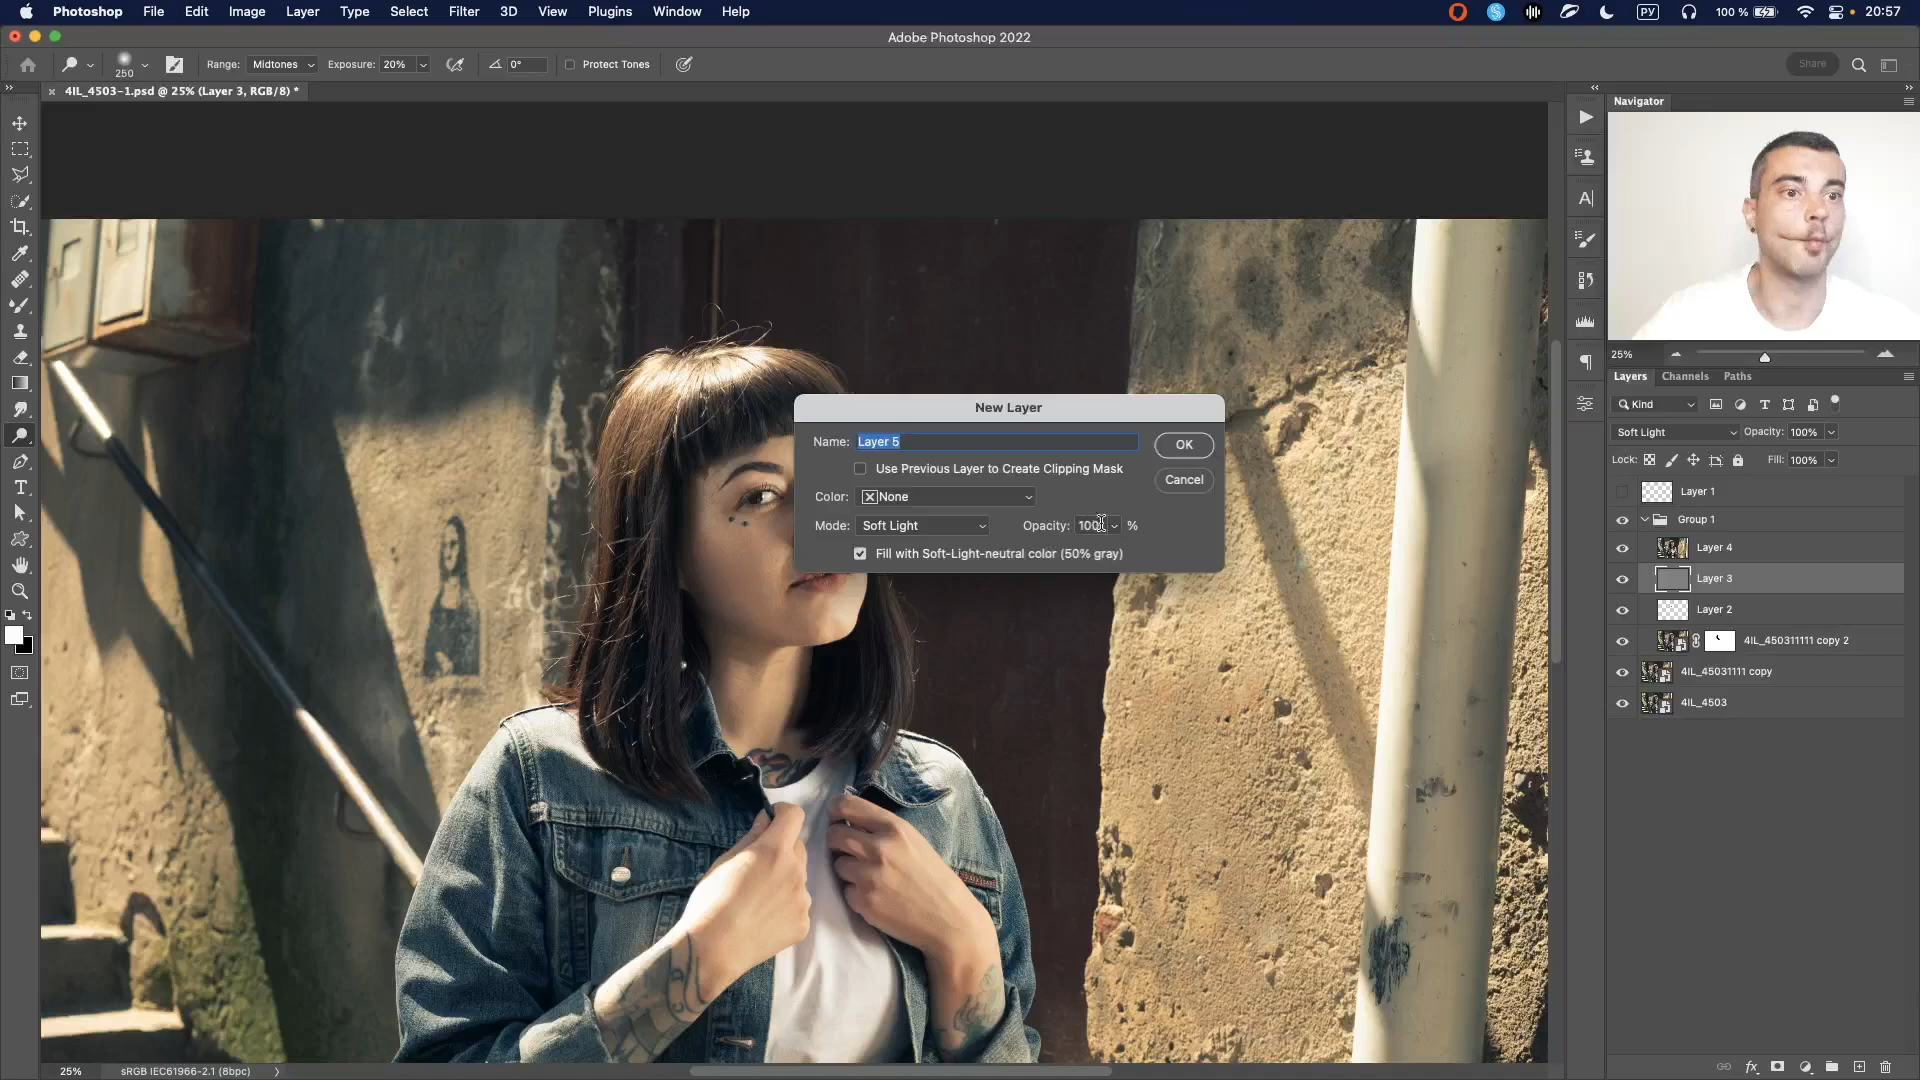 Photoshop File Edit Image Layer Type Select Filter 3D View Plugins Window Help РУ 100 % 20:57
Adobe Photoshop 2022
250 Range: Midtones Exposure: 20% 0° Protect Tones Share
4IL_4503-1.psd @ 25% (Layer 3, RGB/8) *
Navigator
25%
Layers Channels Paths
Kind
Soft Light Opacity: 100%
Lock: Fill: 100%
Layer 1
Group 1
Layer 4
Layer 3
Layer 2
4IL_450311111 copy 2
4IL_45031111 copy
4IL_4503
New Layer
Name: Layer 5 OK
Use Previous Layer to Create Clipping Mask
Cancel
Color: None
Mode: Soft Light Opacity: 100 %
Fill with Soft-Light-neutral color (50% gray)
25% sRGB IEC61966-2.1 (8bpc)